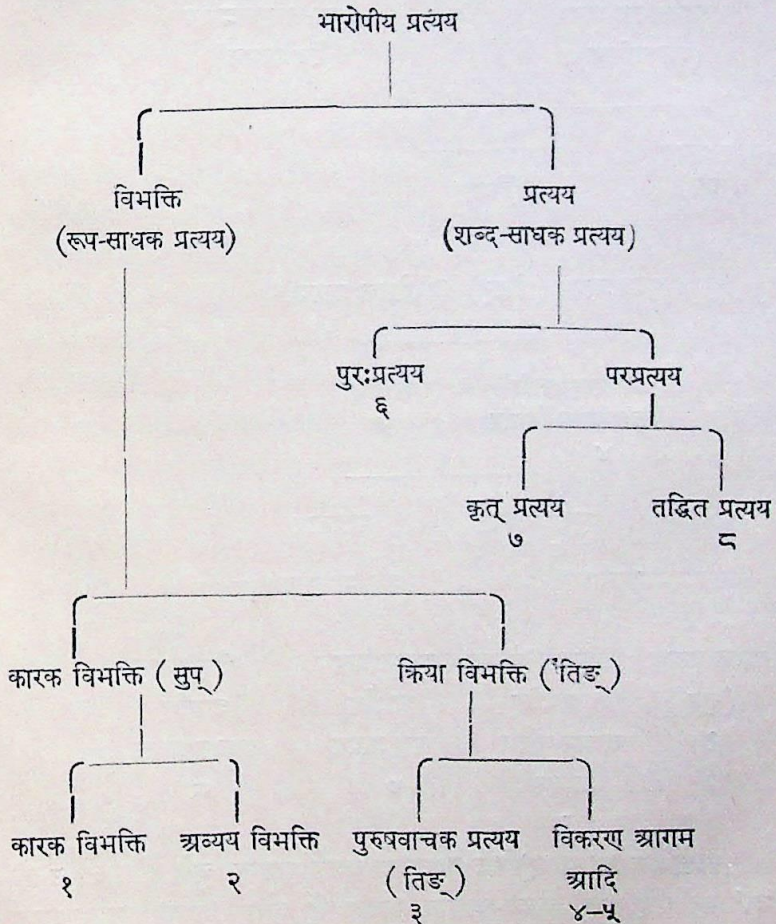 भारोपीय प्रत्यय
विभक्ति प्रत्यय
(रूप-साधक प्रत्यय) (शब्द-साधक प्रत्यय)
पुरःप्रत्यय परप्रत्यय
६
कृत् प्रत्यय तद्धित प्रत्यय
७ ८
कारक विभक्ति (सुप्) क्रिया विभक्ति (तिङ्)
कारक विभक्ति अव्यय विभक्ति पुरुषवाचक प्रत्यय विकरण आगम
१ २ (तिङ्) आदि
३ ४-५